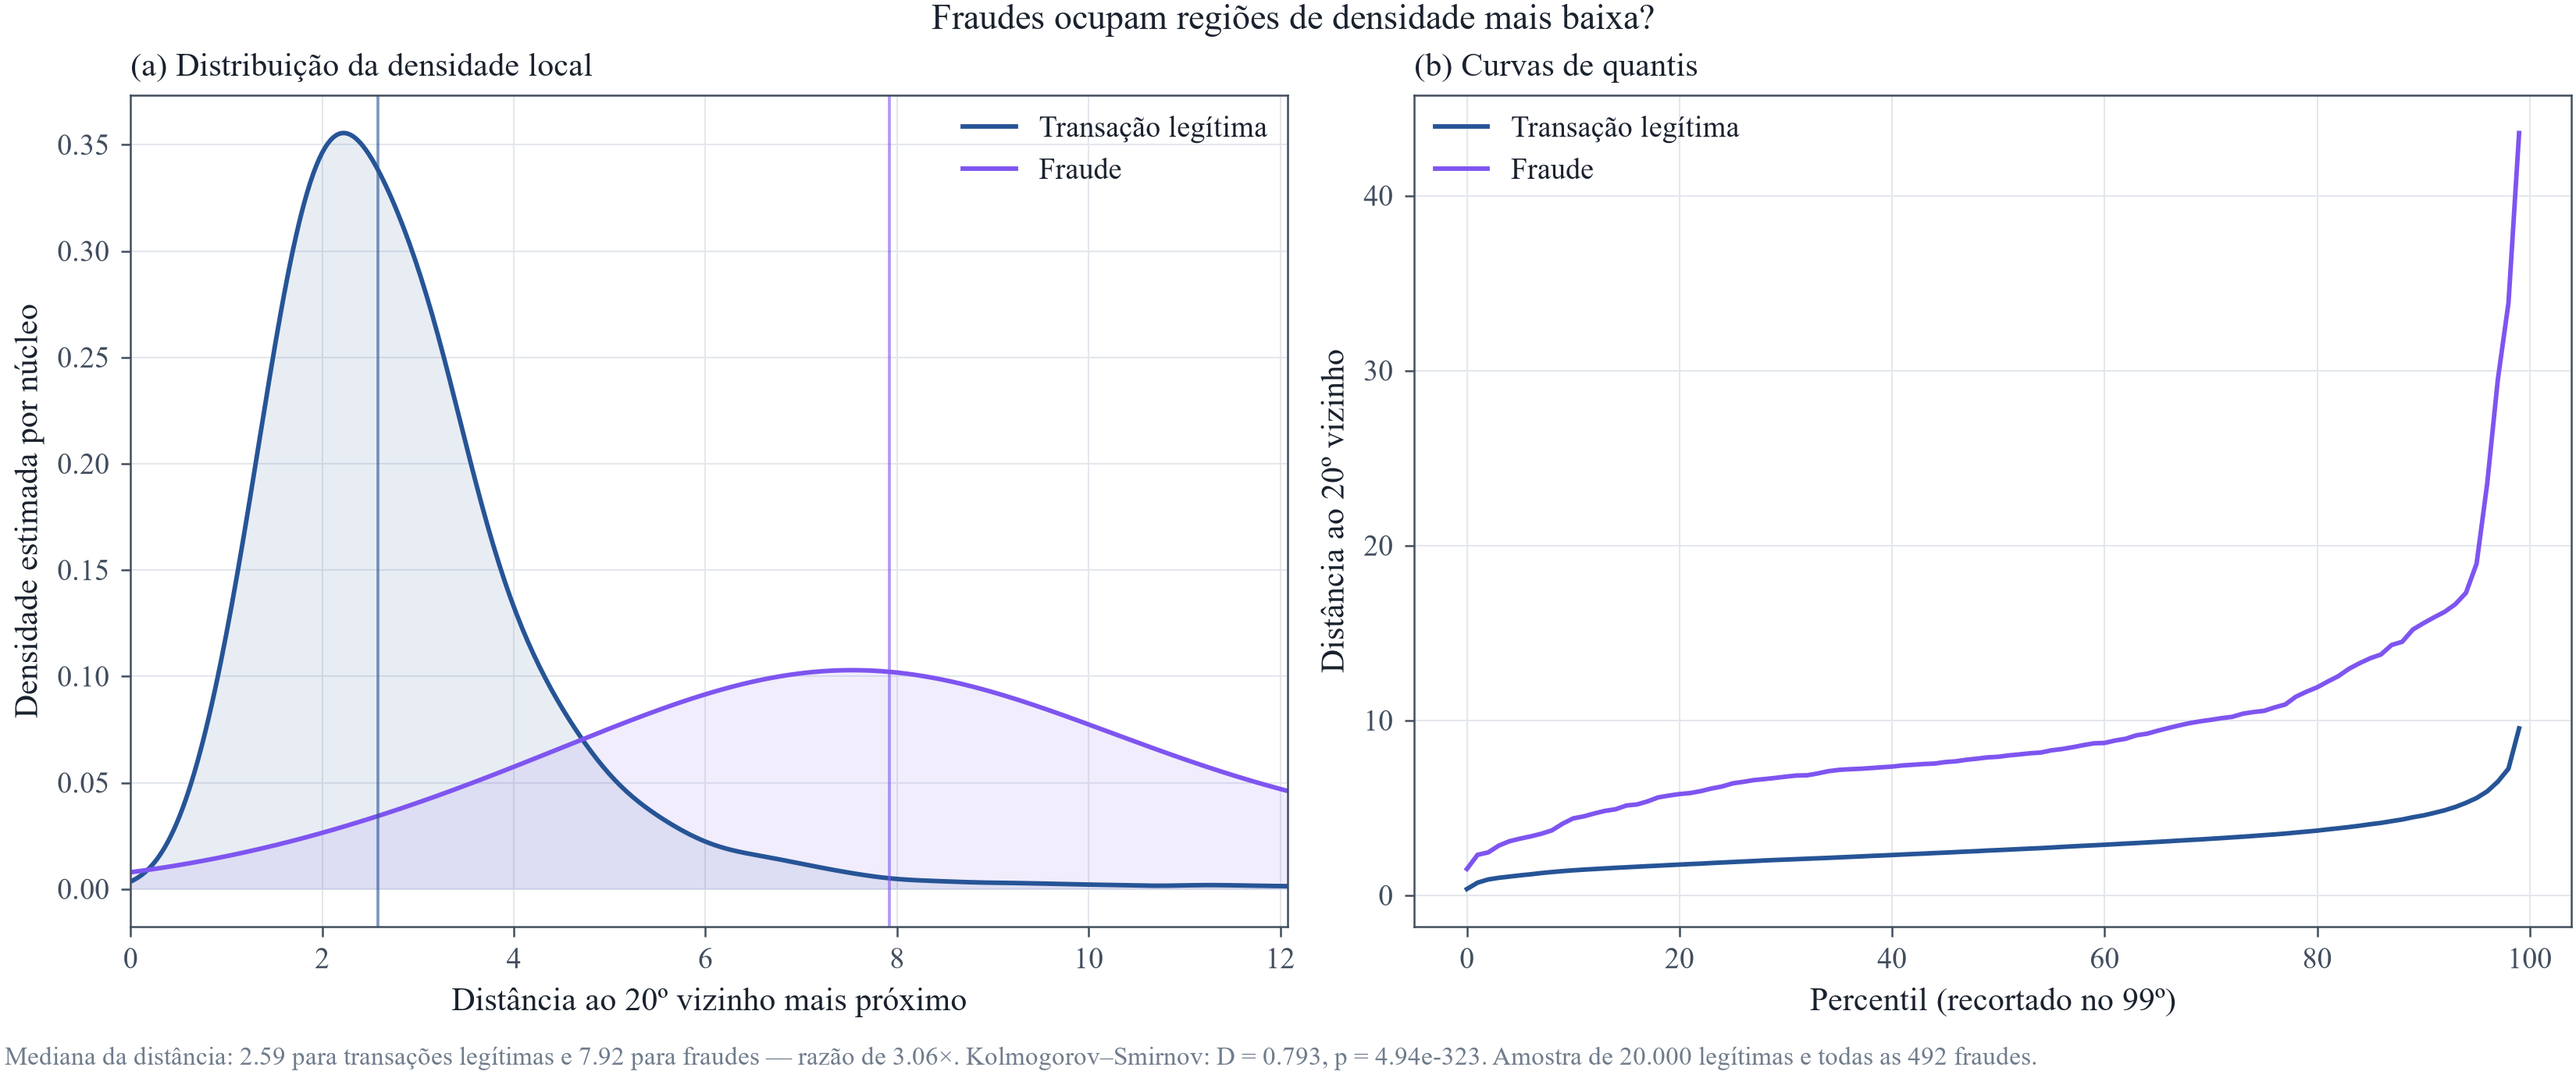 Fraudes ocupam regiões de densidade mais baixa?
(a) Distribuição da densidade local
Transação legítima
Fraude
Densidade estimada por núcleo
0.35
0.30
0.25
0.20
0.15
0.10
0.05
0.00
0 2 4 6 8 10 12
Distância ao 20º vizinho mais próximo
(b) Curvas de quantis
Transação legítima
Fraude
Distância ao 20º vizinho
40
30
20
10
0
0 20 40 60 80 100
Percentil (recortado no 99º)
Mediana da distância: 2.59 para transações legítimas e 7.92 para fraudes — razão de 3.06×. Kolmogorov–Smirnov: D = 0.793, p = 4.94e-323. Amostra de 20.000 legítimas e todas as 492 fraudes.